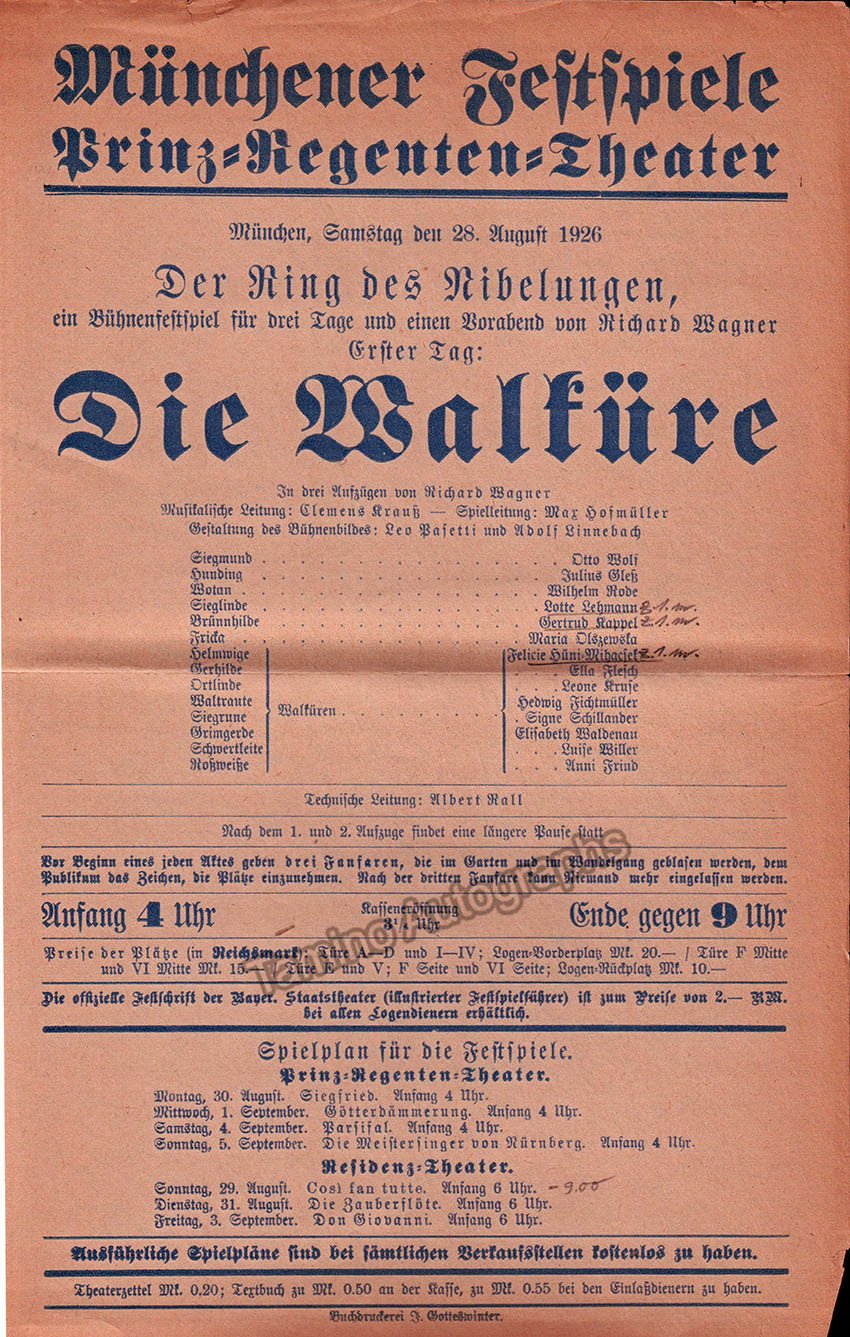 Münchener Festspiele
Prinz=Regenten=Theater
München, Samstag den 28. August 1926
Der Ring des Nibelungen,
ein Bühnenfestspiel für drei Tage und einen Vorabend von Richard Wagner
Erster Tag:
Die Walküre
In drei Aufzügen von Richard Wagner
Musikalische Leitung: Clemens Krauß — Spielleitung: Max Hofmüller
Gestaltung des Bühnenbildes: Leo Pasetti und Adolf Linnebach
Siegmund . . . . . . . . . . . . Otto Wolf
Hunding . . . . . . . . . . . . Julius Gleß
Wotan . . . . . . . . . . . . Wilhelm Rode
Sieglinde . . . . . . . . . . . . Lotte Lehmann z. 1. M.
Brünnhilde . . . . . . . . . . . . Gertrud Kappel z. 1. M.
Fricka . . . . . . . . . . . . Maria Olszewska
Helmwige Felicie Hüni-Mihacsek z. 1. M.
Gerhilde . . Ella Flesch
Ortlinde . . . Leone Kruse
Waltraute Hedwig Fichtmüller
Siegrune Walküren . . . . . . . . . Signe Schillander
Grimgerde Elisabeth Waldenau
Schwertleite . . . Luise Willer
Roßweiße . . . Anni Frind
Technische Leitung: Albert Rall
Nach dem 1. und 2. Aufzuge findet eine längere Pause statt
Vor Beginn eines jeden Aktes geben drei Fanfaren, die im Garten und im Wandelgang geblasen werden, dem
Publikum das Zeichen, die Plätze einzunehmen. Nach der dritten Fanfare kann Niemand mehr eingelassen werden.
Anfang 4 Uhr Kasseneröffnung Ende gegen 9 Uhr
Uhr
Preise der Plätze (in Reichsmark): Türe A—D und I—IV; Logen-Vorderplatz Mk. 20.— / Türe F Mitte
und VI Mitte Mk. 15.— Türe E und V; F Seite und VI Seite; Logen-Rückplatz Mk. 10.—
Die offizielle Festschrift der Bayer. Staatstheater (illustrierter Festspielführer) ist zum Preise von 2.— RM.
bei allen Logendienern erhältlich.
Spielplan für die Festspiele.
Prinz=Regenten=Theater.
Montag, 30. August. Siegfried. Anfang 4 Uhr.
Mittwoch, 1. September. Götterdämmerung. Anfang 4 Uhr.
Samstag, 4. September. Parsifal. Anfang 4 Uhr.
Sonntag, 5. September. Die Meistersinger von Nürnberg. Anfang 4 Uhr.
Residenz=Theater.
Sonntag, 29. August. Così fan tutte. Anfang 6 Uhr. - 9.00
Dienstag, 31. August. Die Zauberflöte. Anfang 6 Uhr.
Freitag, 3. September. Don Giovanni. Anfang 6 Uhr.
Ausführliche Spielpläne sind bei sämtlichen Verkaufsstellen kostenlos zu haben.
Theaterzettel Mk. 0.20; Textbuch zu Mk. 0.50 an der Kasse, zu Mk. 0.55 bei den Einlaßdienern zu haben.
Buchdruckerei J. Gotteswinter.
Tamino Autographs